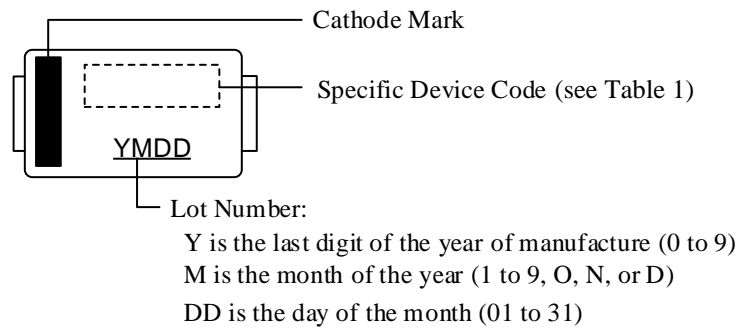 Cathode Mark
Specific Device Code (see Table 1)
YMDD
Lot Number:
Y is the last digit of the year of manufacture (0 to 9)
M is the month of the year (1 to 9, O, N, or D)
DD is the day of the month (01 to 31)